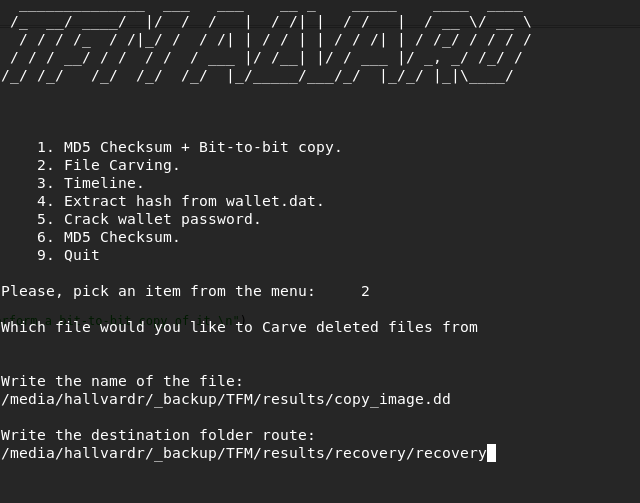 1. MD5 Checksum + Bit-to-bit copy.
2. File Carving.
3. Timeline.
4. Extract hash from wallet.dat.
5. Crack wallet password.
6. MD5 Checksum.
9. Quit
Please, pick an item from the menu: 2
Which file would you like to Carve deleted files from
Write the name of the file:
/media/hallvardr/_backup/TFM/results/copy_image.dd
Write the destination folder route:
/media/hallvardr/_backup/TFM/results/recovery/recovery